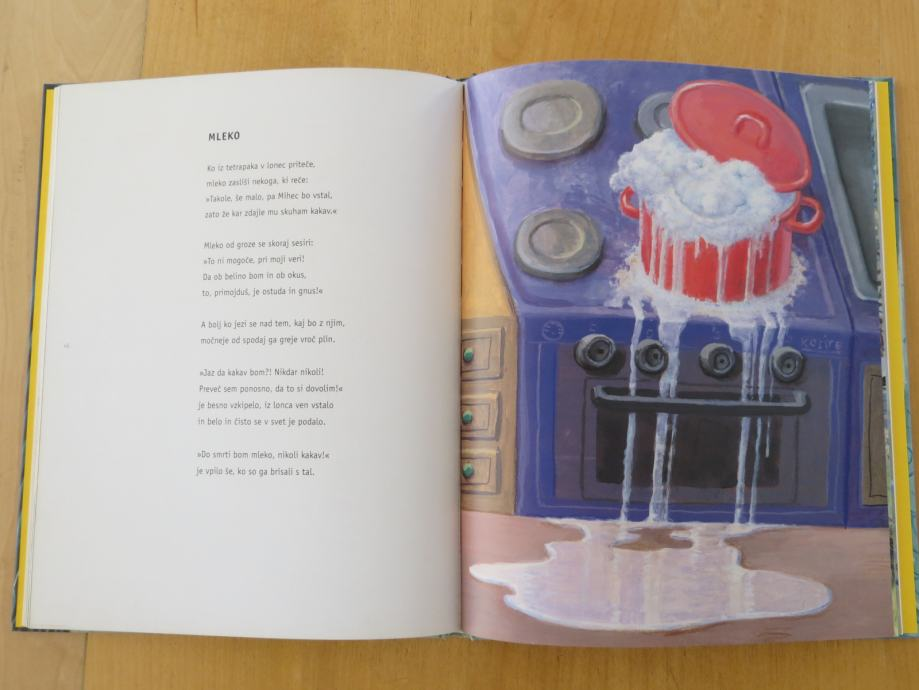 MLEKO
Ko iz tetrapaka v lonec priteče,
mleko zasliši nekoga, ki reče:
»Takole, še malo, pa Mihec bo vstal,
zato že kar zdajle mu skuham kakav.«
Mleko od groze se skoraj sesiri:
»To ni mogoče, pri moji veri!
Da ob belino bom in ob okus,
to, primojduš, je ostuda in gnus!«
A bolj ko jezi se nad tem, kaj bo z njim,
močneje od spodaj ga greje vroč plin.
»Jaz da kakav bom?! Nikdar nikoli!
Preveč sem ponosno, da to si dovolim!«
je besno vzkipelo, iz lonca ven vstalo
in belo in čisto se v svet je podalo.
»Do smrti bom mleko, nikoli kakav!«
je vpilo še, ko so ga brisali s tal.